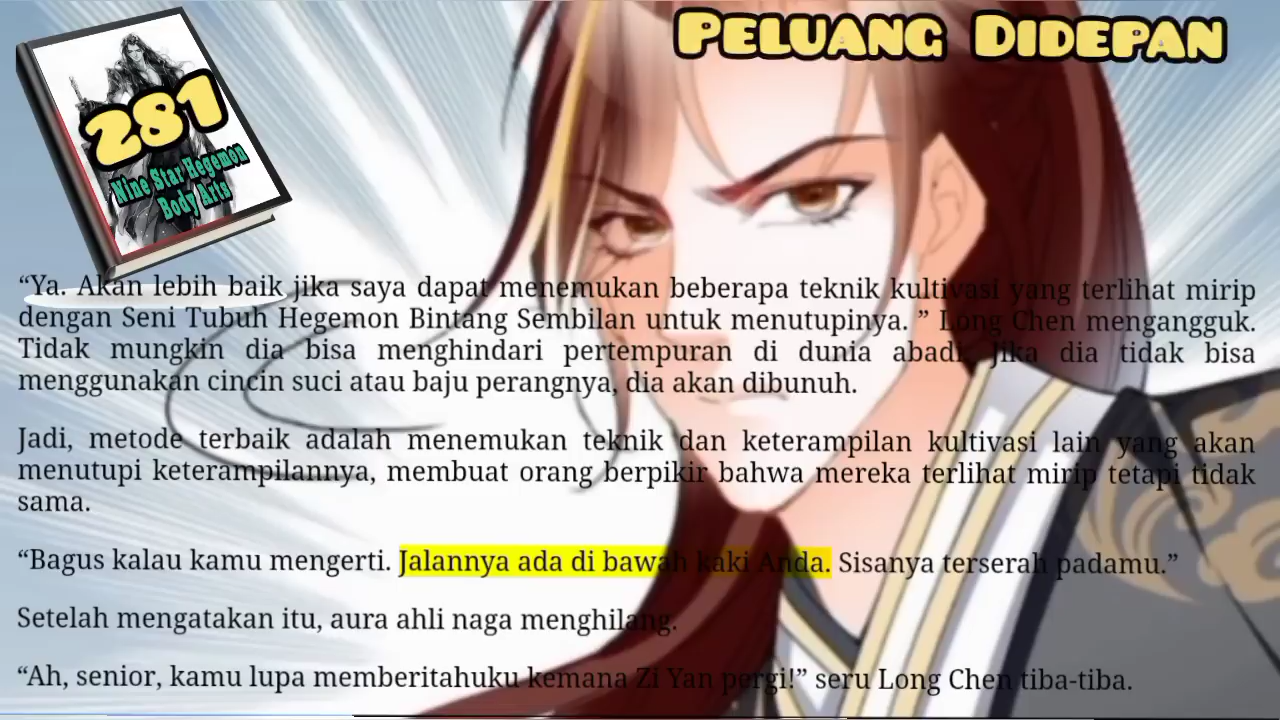 PELUANG DIDEPAN
281
Nine Star Hegemon
Body Arts
“Ya. Akan lebih baik jika saya dapat menemukan beberapa teknik kultivasi yang terlihat mirip
dengan Seni Tubuh Hegemon Bintang Sembilan untuk menutupinya. ” Long Chen mengangguk.
Tidak mungkin dia bisa menghindari pertempuran di dunia abadi. Jika dia tidak bisa
menggunakan cincin suci atau baju perangnya, dia akan dibunuh.
Jadi, metode terbaik adalah menemukan teknik dan keterampilan kultivasi lain yang akan
menutupi keterampilannya, membuat orang berpikir bahwa mereka terlihat mirip tetapi tidak
sama.
“Bagus kalau kamu mengerti. Jalannya ada di bawah kaki Anda. Sisanya terserah padamu.”
Setelah mengatakan itu, aura ahli naga menghilang.
“Ah, senior, kamu lupa memberitahuku kemana Zi Yan pergi!” seru Long Chen tiba-tiba.